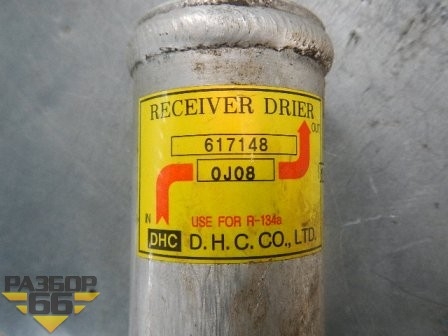 RECEIVER DRIER
OUT
617148
0J08
IN
USE FOR R-134a
DHC D.H.C. CO., LTD.
РАЗБОР
66